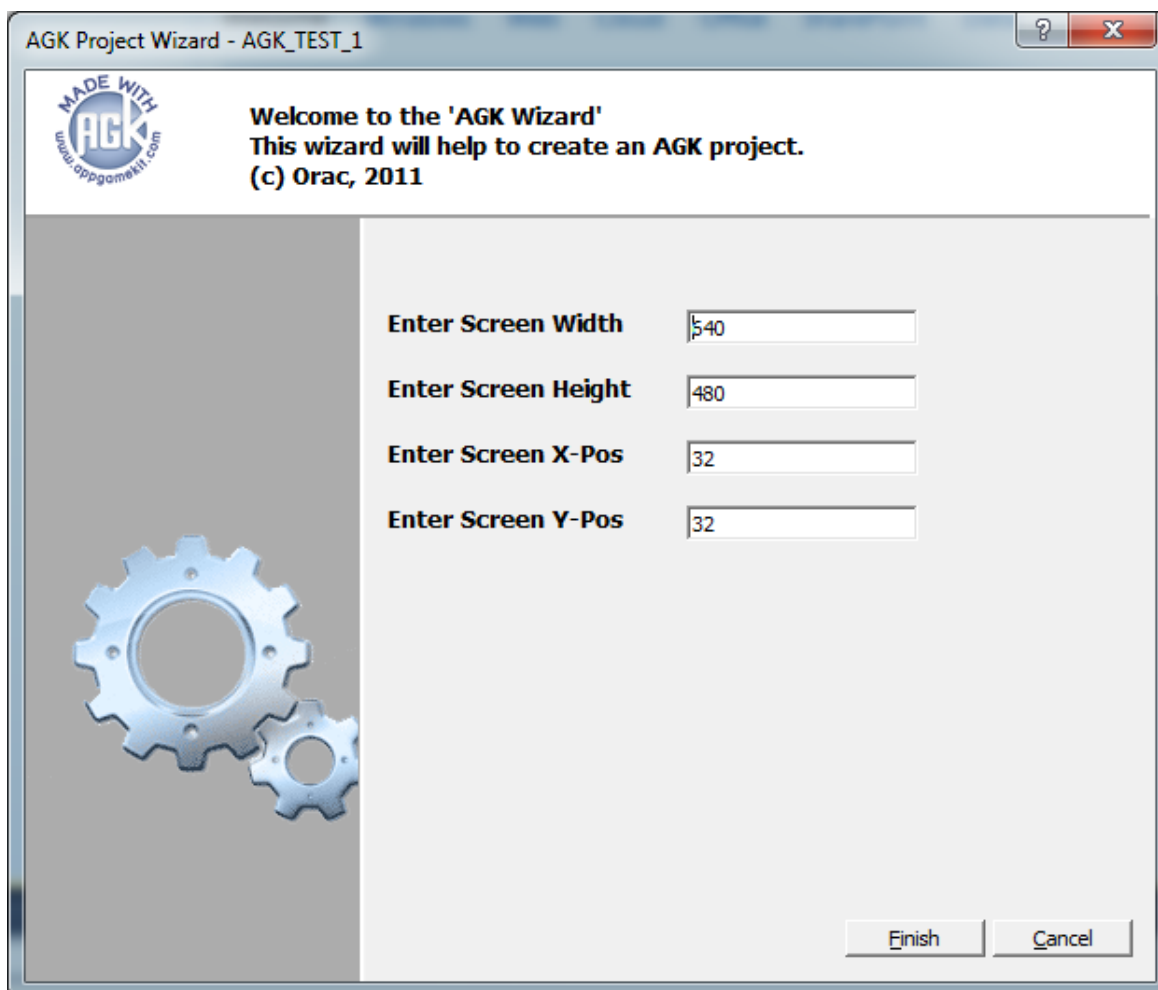 AGK Project Wizard - AGK_TEST_1
MADE WITH
AGK
www.appgamekit.com
Welcome to the 'AGK Wizard'
This wizard will help to create an AGK project.
(c) Orac, 2011
Enter Screen Width
Enter Screen Height 480
Enter Screen X-Pos 32
Enter Screen Y-Pos 32
Finish Cancel